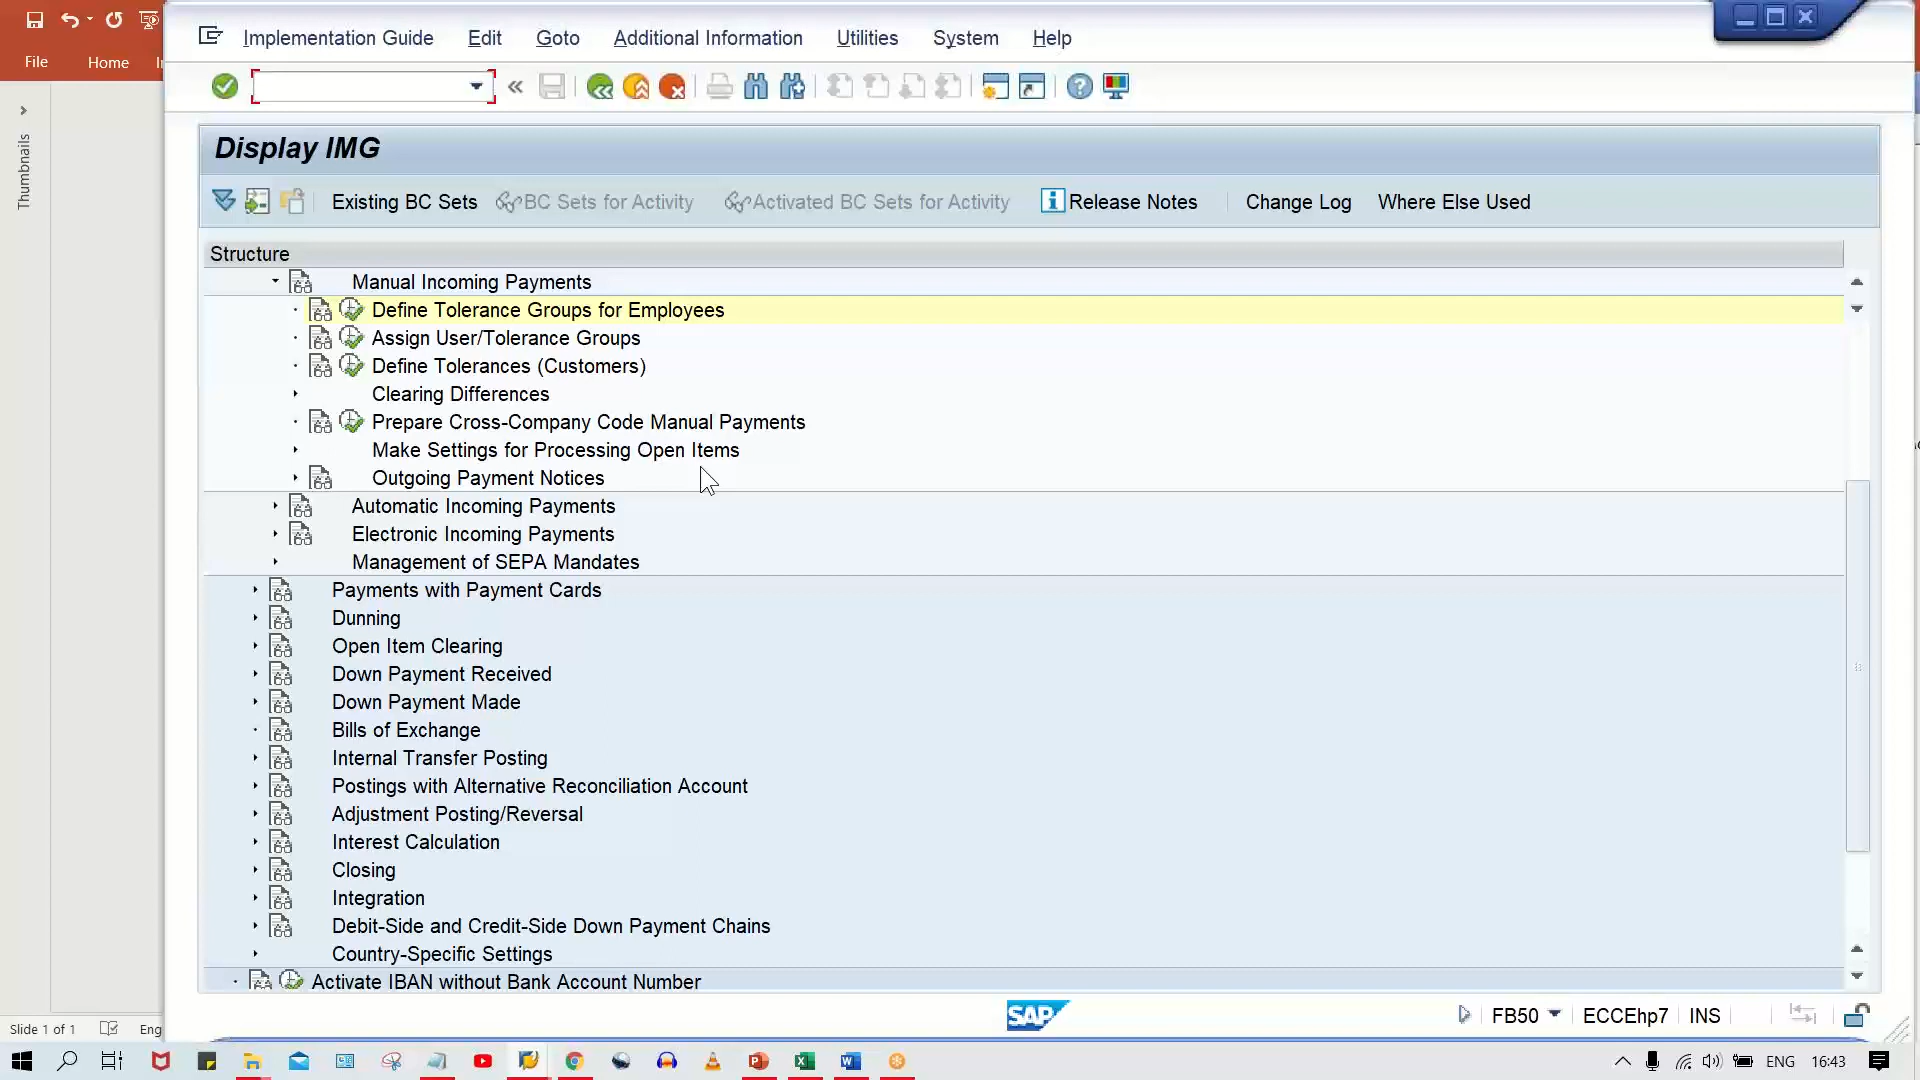 Implementation Guide Edit Goto Additional Information Utilities System Help
File Home
Display IMG
Existing BC Sets BC Sets for Activity Activated BC Sets for Activity Release Notes Change Log Where Else Used
Thumbnails
Structure
Manual Incoming Payments
Define Tolerance Groups for Employees
Assign User/Tolerance Groups
Define Tolerances (Customers)
Clearing Differences
Prepare Cross-Company Code Manual Payments
Make Settings for Processing Open Items
Outgoing Payment Notices
Automatic Incoming Payments
Electronic Incoming Payments
Management of SEPA Mandates
Payments with Payment Cards
Dunning
Open Item Clearing
Down Payment Received
Down Payment Made
Bills of Exchange
Internal Transfer Posting
Postings with Alternative Reconciliation Account
Adjustment Posting/Reversal
Interest Calculation
Closing
Integration
Debit-Side and Credit-Side Down Payment Chains
Country-Specific Settings
Activate IBAN without Bank Account Number
SAP FB50 ECCEhp7 INS
Slide 1 of 1 Eng
ENG 16:43